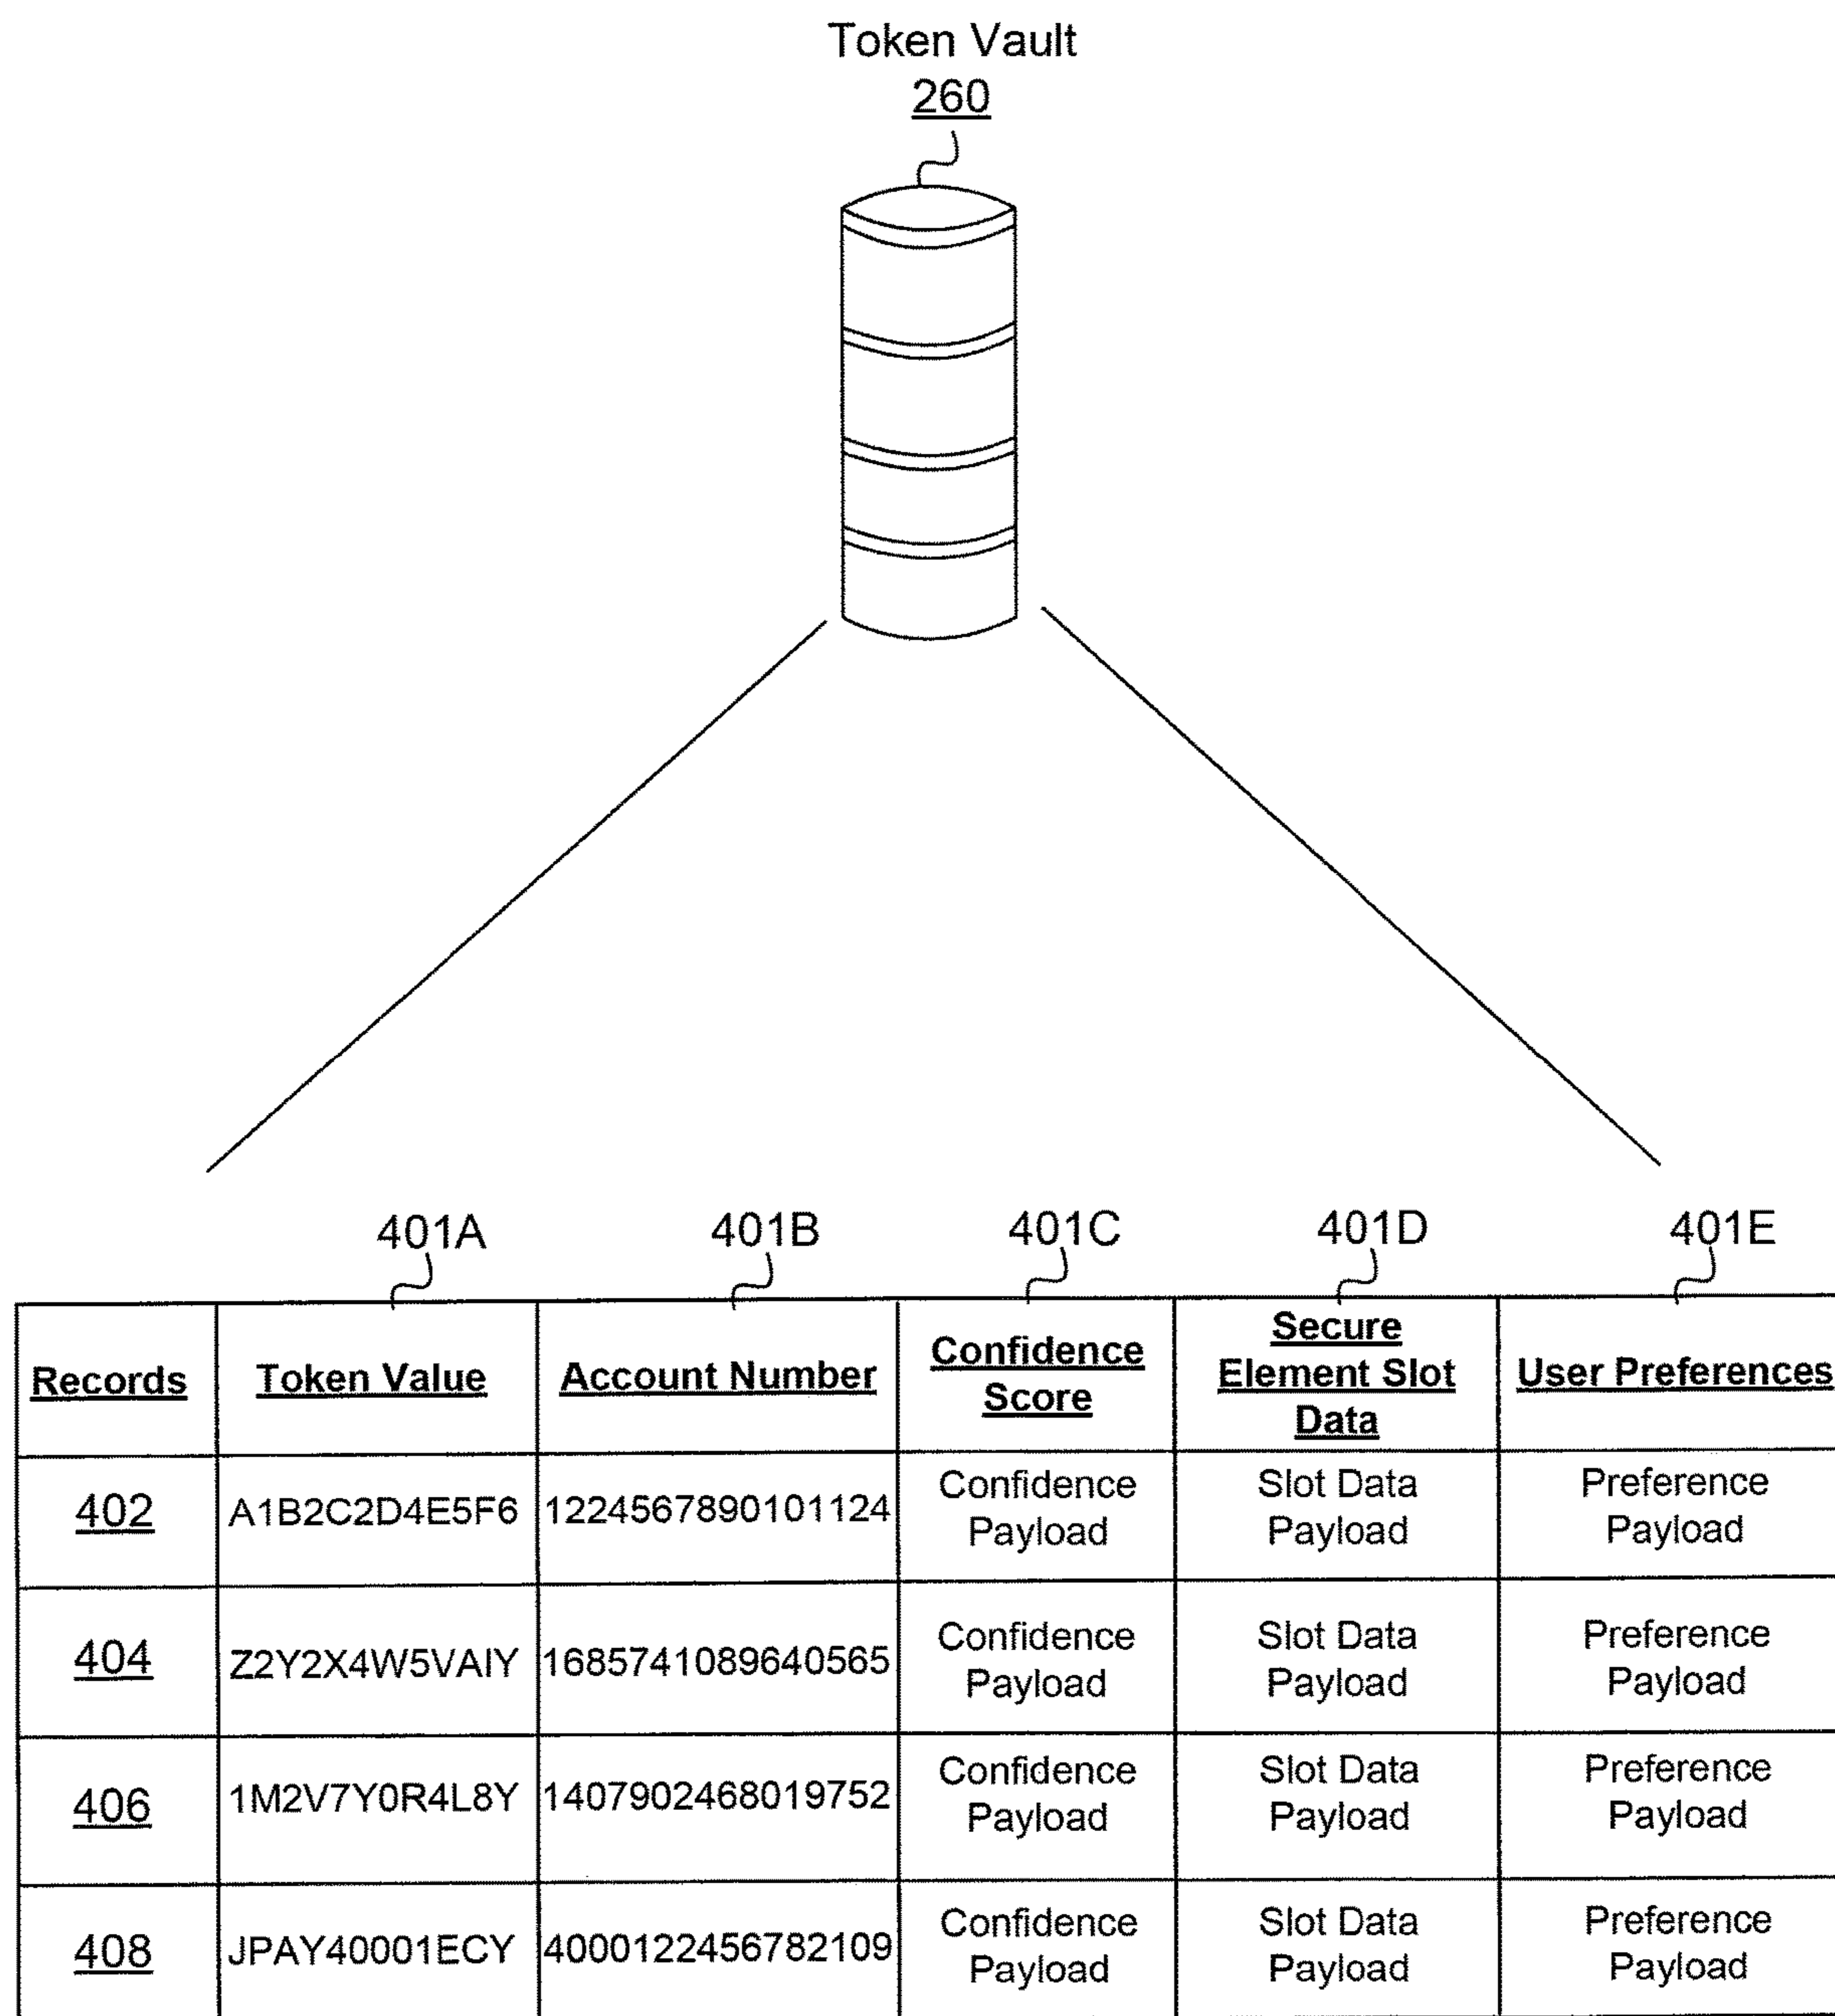 Token Vault
260
401A 401B 401C 401D 401E
Records Token Value Account Number Confidence Score Secure Element Slot Data User Preferences
402 A1B2C2D4E5F6 1224567890101124 Confidence Payload Slot Data Payload Preference Payload
404 Z2Y2X4W5VAIY 1685741089640565 Confidence Payload Slot Data Payload Preference Payload
406 1M2V7Y0R4L8Y 1407902468019752 Confidence Payload Slot Data Payload Preference Payload
408 JPAY40001ECY 4000122456782109 Confidence Payload Slot Data Payload Preference Payload